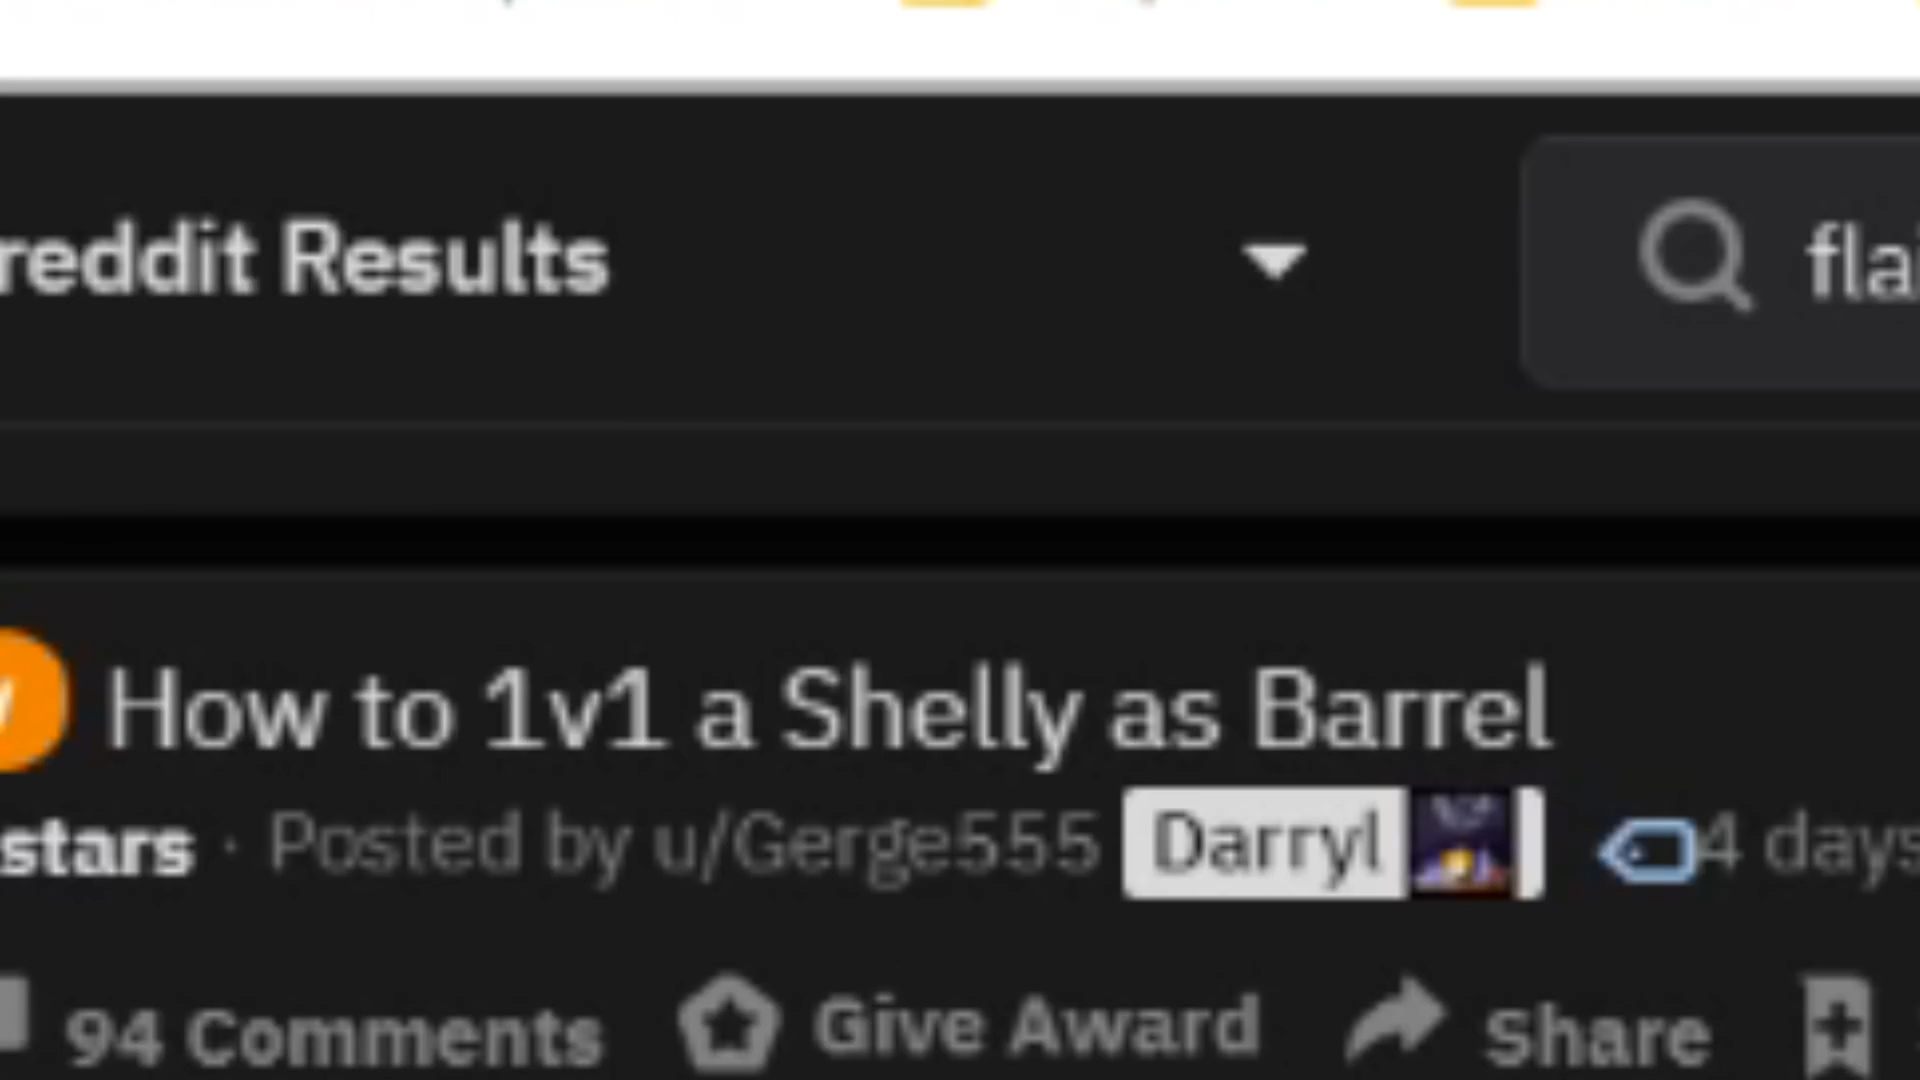 reddit Results
fla
How to 1v1 a Shelly as Barrel
stars · Posted by u/Gerge555 Darryl 4 days
94 Comments Give Award Share